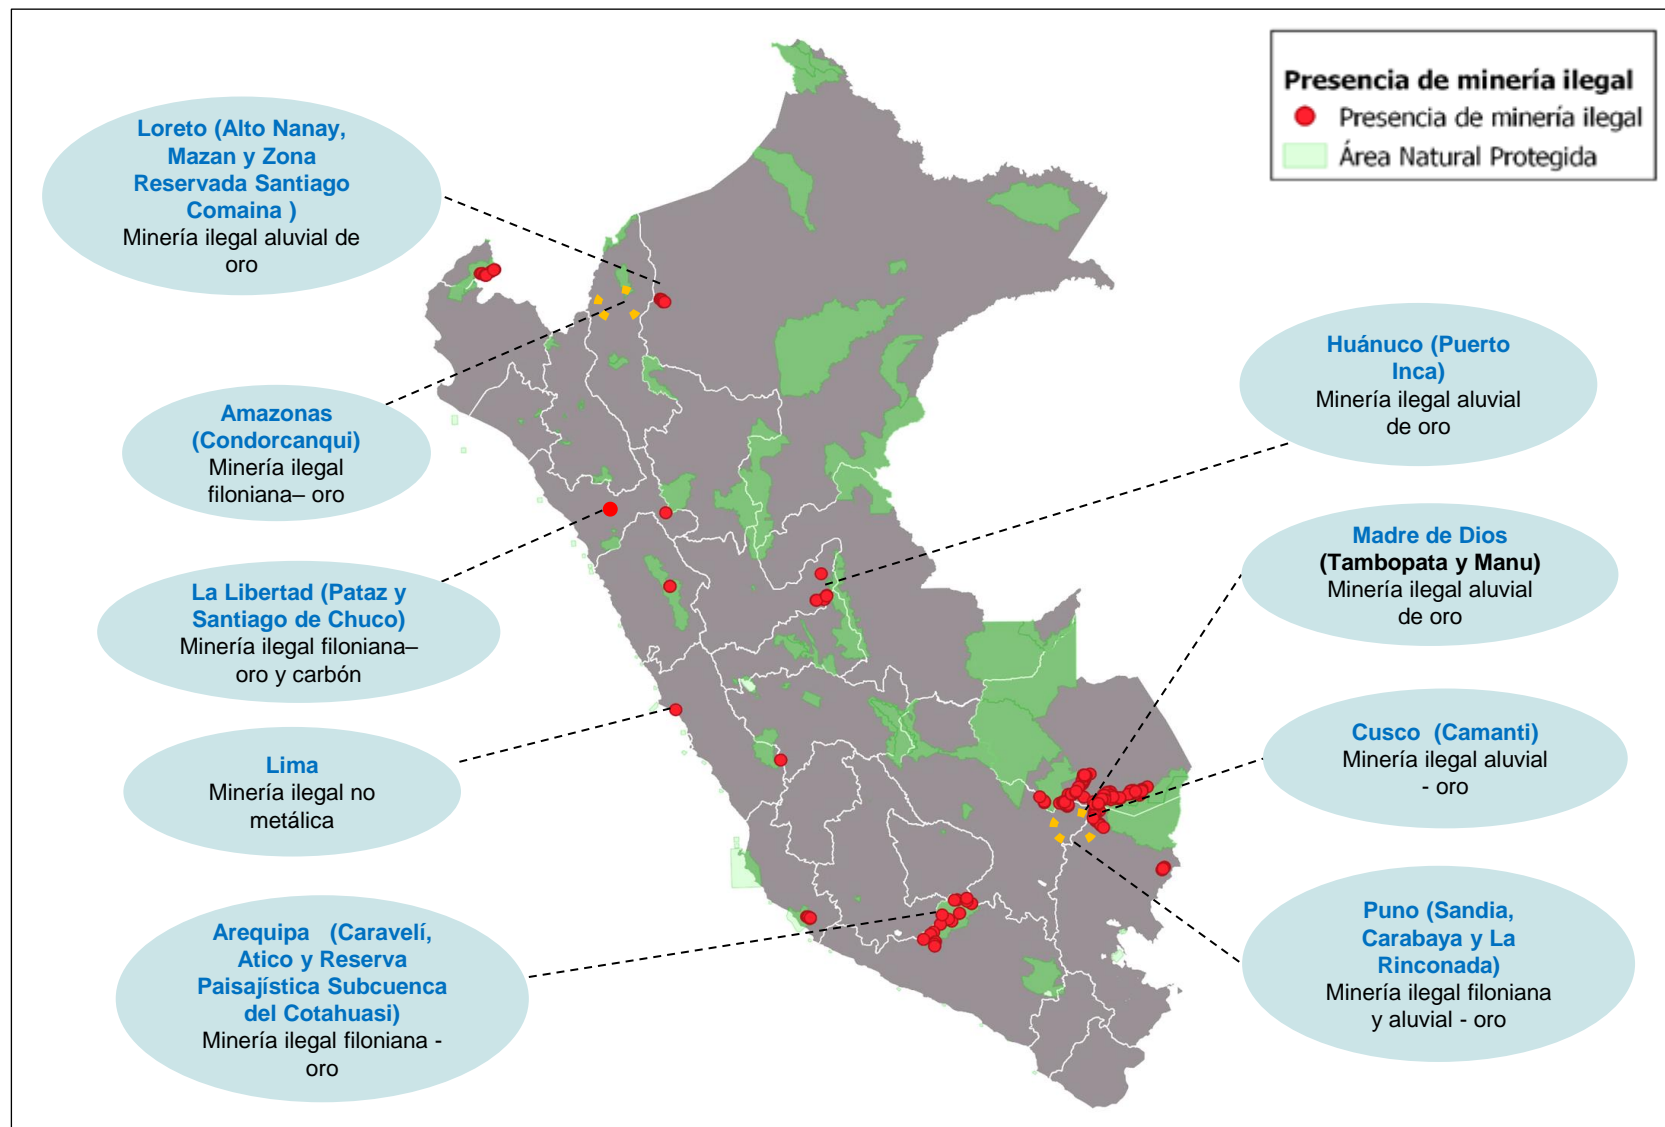 Presencia de minería ilegal
Presencia de minería ilegal
Área Natural Protegida
Loreto (Alto Nanay,
Mazan y Zona
Reservada Santiago
Comaina )
Minería ilegal aluvial de
oro
Amazonas
(Condorcanqui)
Minería ilegal
filoniana– oro
La Libertad (Pataz y
Santiago de Chuco)
Minería ilegal filoniana–
oro y carbón
Lima
Minería ilegal no
metálica
Arequipa (Caravelí,
Atico y Reserva
Paisajística Subcuenca
del Cotahuasi)
Minería ilegal filoniana -
oro
Huánuco (Puerto
Inca)
Minería ilegal aluvial
de oro
Madre de Dios
(Tambopata y Manu)
Minería ilegal aluvial
de oro
Cusco (Camanti)
Minería ilegal aluvial
- oro
Puno (Sandia,
Carabaya y La
Rinconada)
Minería ilegal filoniana
y aluvial - oro